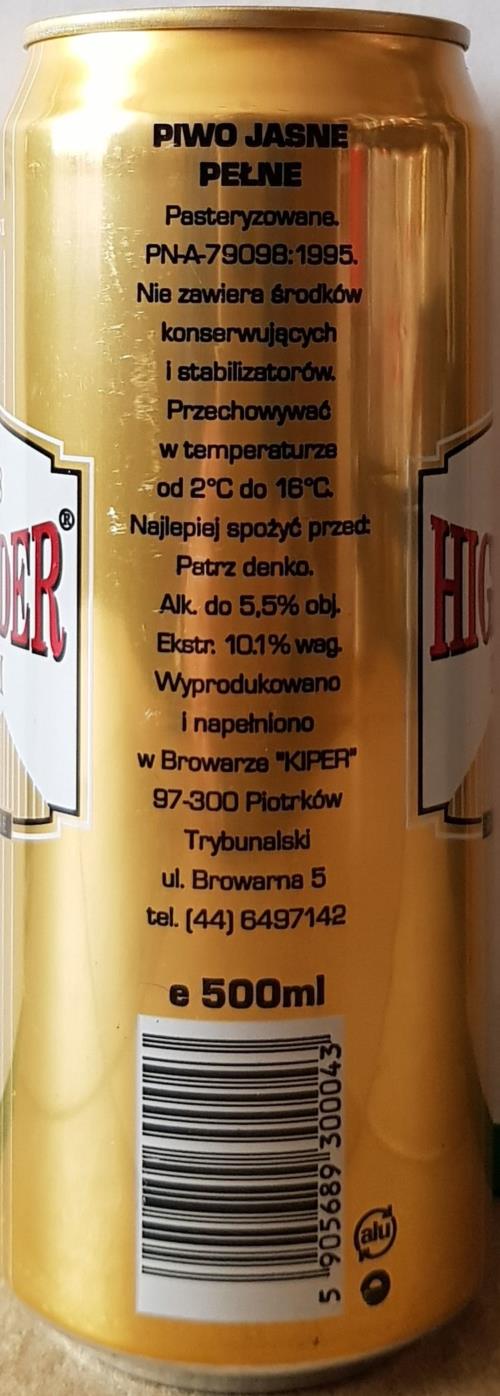 PIWO JASNE
PEŁNE
Pasteryzowane.
PN-A-79098:1995.
Nie zawiera środków
konserwujących
i stabilizatorów.
Przechowywać
w temperaturze
od 2°C do 16°C.
Najlepiej spożyć przed:
Patrz denko.
Alk. do 5,5% obj.
Ekstr. 10.1% wag.
Wyprodukowano
i napełniono
w Browarze "KIPER"
97-300 Piotrków
Trybunalski
ul. Browarna 5
tel. (44) 6497142
e 500ml
5 905689 300043
alu
DER®
HIG